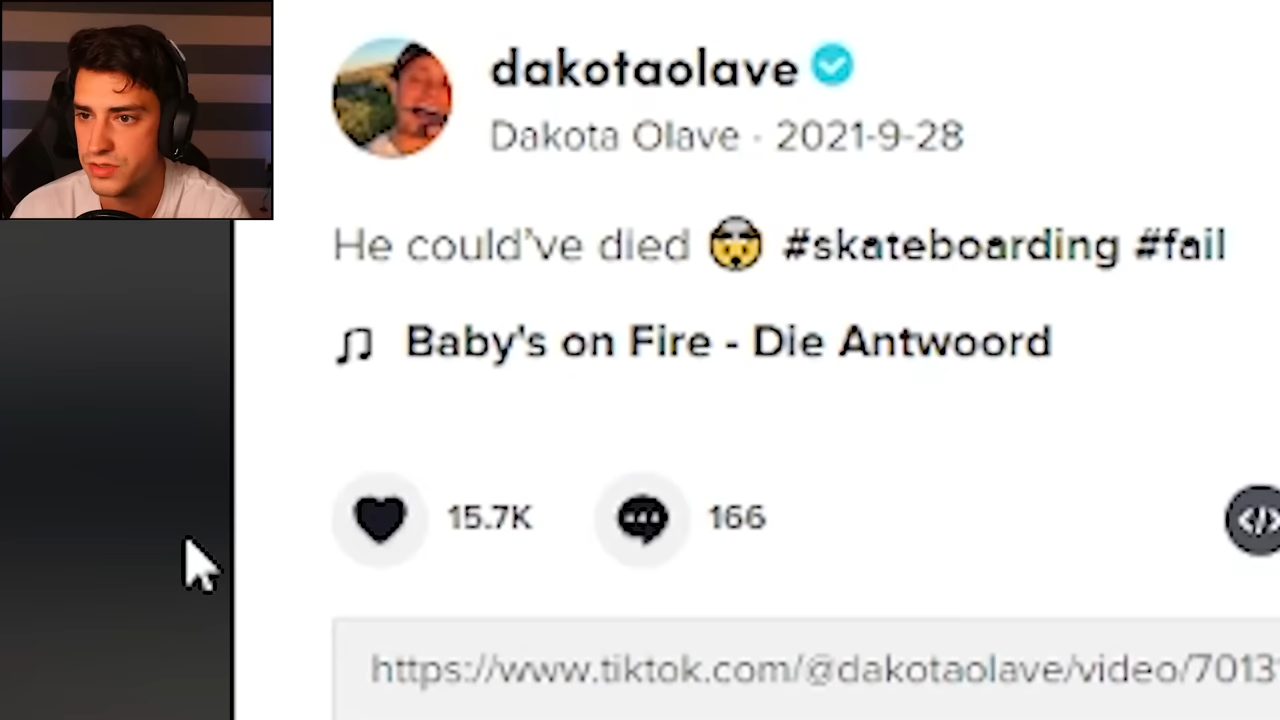 dakotaolave
Dakota Olave · 2021-9-28
He could've died 🤯 #skateboarding #fail
Baby's on Fire - Die Antwoord
15.7K 166
https://www.tiktok.com/@dakotaolave/video/7013